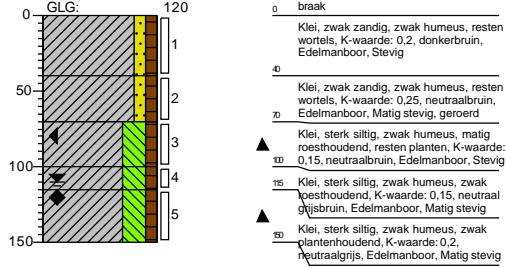 GLG: 120
0
50
100
150
1
2
3
4
5
0 braak
Klei, zwak zandig, zwak humeus, resten
wortels, K-waarde: 0,2, donkerbruin,
Edelmanboor, Stevig
40
Klei, zwak zandig, zwak humeus, resten
wortels, K-waarde: 0,25, neutraalbruin,
Edelmanboor, Matig stevig, geroerd
70
Klei, sterk siltig, zwak humeus, matig
roesthoudend, resten planten, K-waarde:
0,15, neutraalbruin, Edelmanboor, Stevig
100
Klei, sterk siltig, zwak humeus, zwak
roesthoudend, K-waarde: 0,15, neutraal
grijsbruin, Edelmanboor, Matig stevig
115
Klei, sterk siltig, zwak humeus, zwak
plantenhoudend, K-waarde: 0,2,
neutraalgrijs, Edelmanboor, Matig stevig
150